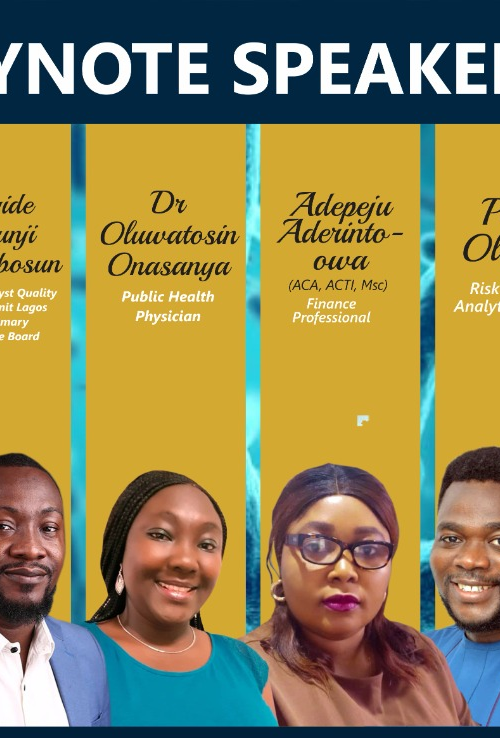 YNOTE SPEAKE
ide
unji
bosun
yst Quality
nit Lagos
mary
e Board
Dr
Oluwatosin
Onasanya
Public Health
Physician
Adepeju
Aderinto-
owa
(ACA, ACTI, Msc)
Finance
Professional
P
Ol
Risk
Analyt